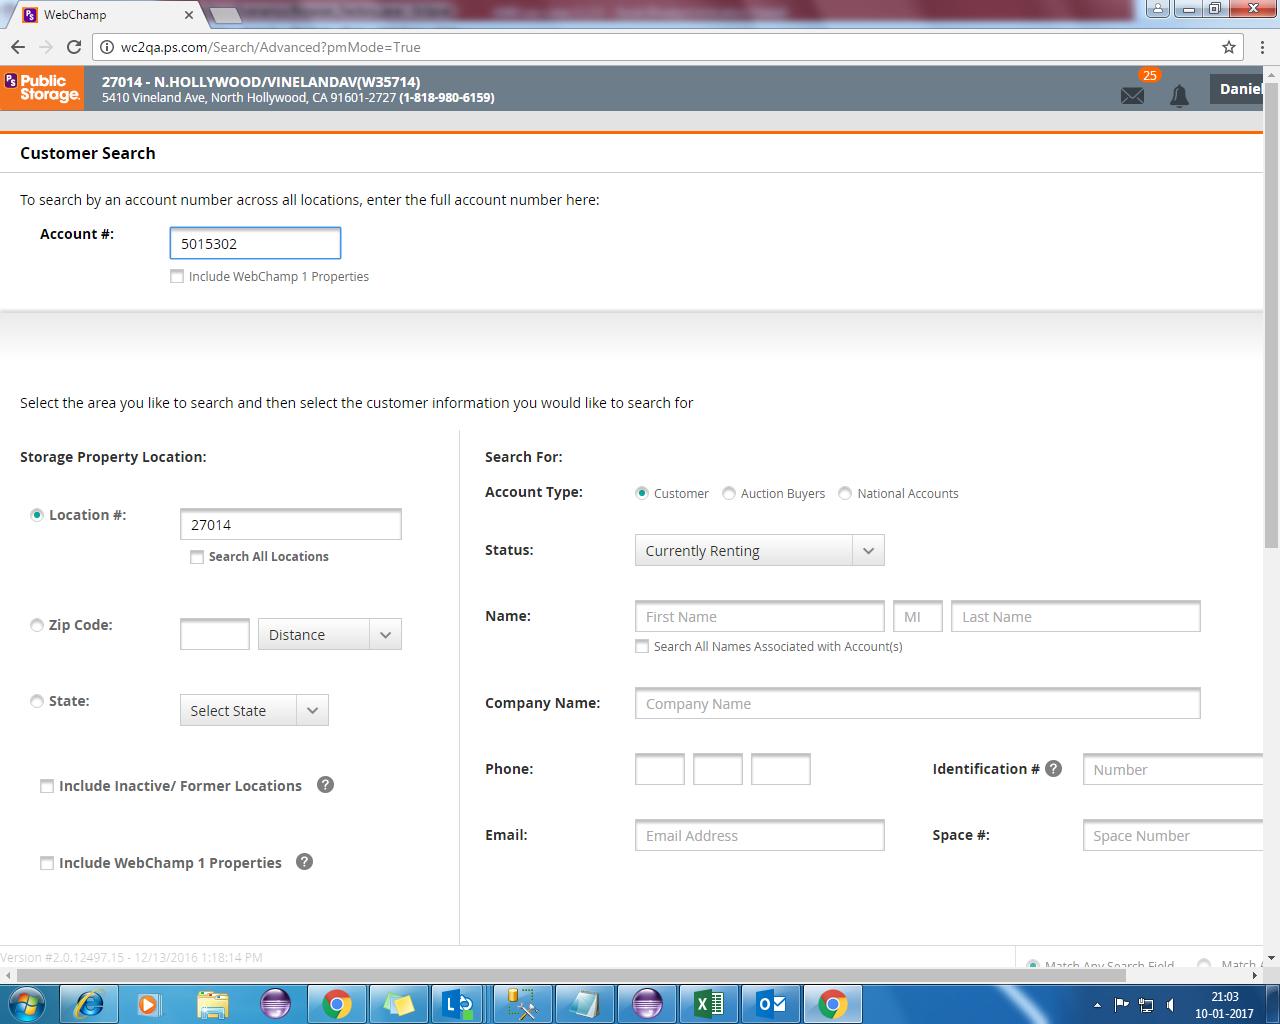 WebChamp
wc2qa.ps.com/Search/Advanced?pmMode=True
Public
Storage
27014 - N.HOLLYWOOD/VINELANDAV(W35714)
5410 Vineland Ave, North Hollywood, CA 91601-2727 (1-818-980-6159)
25
Daniel
Customer Search
To search by an account number across all locations, enter the full account number here:
Account #:
5015302
Include WebChamp 1 Properties
Select the area you like to search and then select the customer information you would like to search for
Storage Property Location:
Search For:
Account Type:
Customer
Auction Buyers
National Accounts
Location #:
27014
Search All Locations
Status:
Currently Renting
Zip Code:
Distance
Name:
First Name
MI
Last Name
Search All Names Associated with Account(s)
State:
Select State
Company Name:
Company Name
Include Inactive/ Former Locations ?
Phone:
Identification # ?
Number
Email:
Email Address
Space #:
Space Number
Include WebChamp 1 Properties ?
Version #2.0.12497.15 - 12/13/2016 1:18:14 PM
Match Any Search Field
Match
21:03
10-01-2017